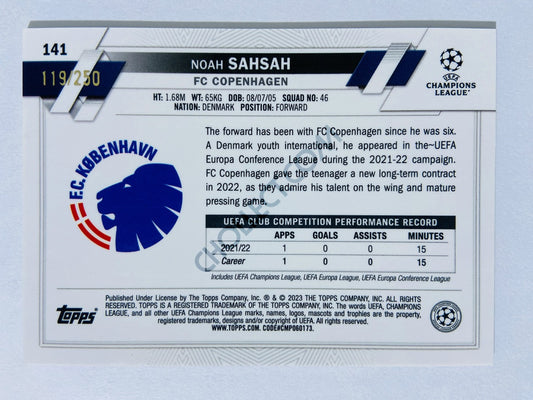 141
119/250
NOAH SAHSAH
FC COPENHAGEN
UEFA
CHAMPIONS
LEAGUE
HT: 1.68M WT: 65KG DOB: 08/07/05 SQUAD NO: 46
NATION: DENMARK POSITION: FORWARD
F.C. KØBENHAVN
The forward has been with FC Copenhagen since he was six.
A Denmark youth international, he appeared in the~UEFA
Europa Conference League during the 2021-22 campaign.
FC Copenhagen gave the teenager a new long-term contract
in 2022, as they admire his talent on the wing and mature
pressing game.
UEFA CLUB COMPETITION PERFORMANCE RECORD
APPS GOALS ASSISTS MINUTES
2021/22 1 0 0 15
Career 1 0 0 15
Includes UEFA Champions League, UEFA Europa League, UEFA Europa Conference League
CHOLLECTCOM
Topps
Published Under License by The Topps Company, Inc. ® & © 2023 THE TOPPS COMPANY, INC. ALL RIGHTS
RESERVED. TOPPS IS A REGISTERED TRADEMARK OF THE TOPPS COMPANY, INC. The words UEFA, CHAMPIONS
LEAGUE, and all other UEFA Champions League marks, names, logos, mascots and trophies are the property,
registered trademarks, designs and/or copyright of UEFA. All rights reserved.
WWW.TOPPS.COM. CODE#CMP060173.